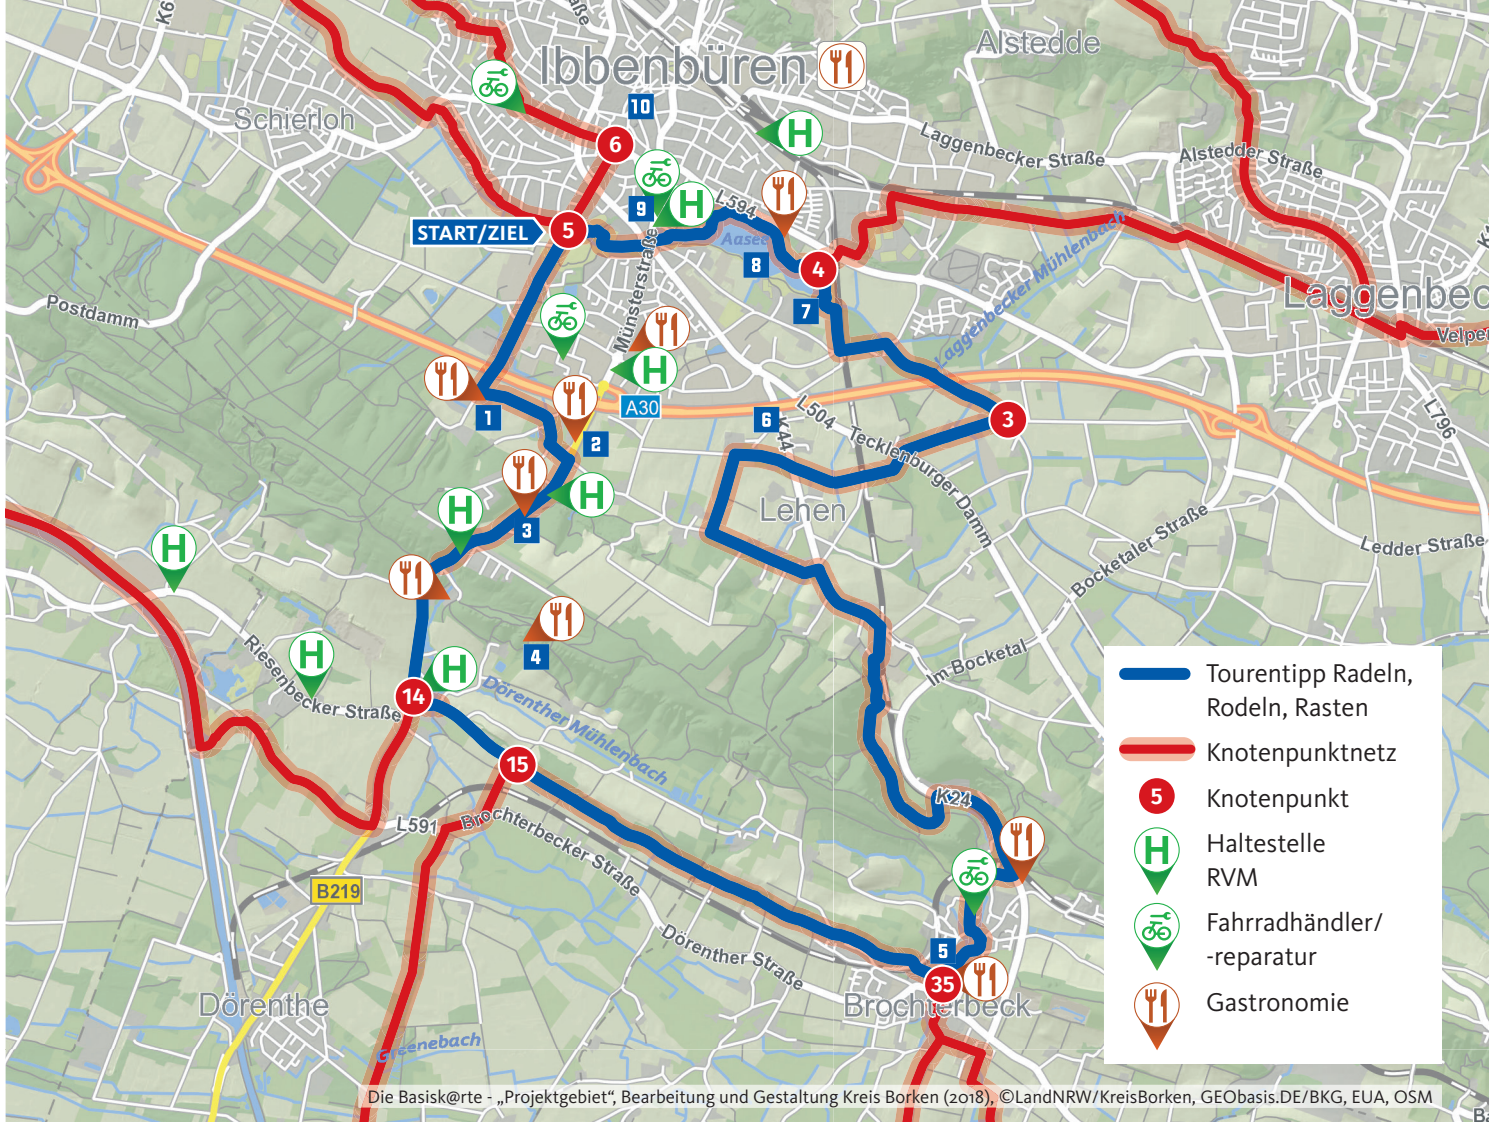 K6
Ibbenbüren
Alstedde
Schierloh
10
H
6
Laggenbecker Straße
Alstedder Straße
9
H
L594
START/ZIEL
5
Aasee
8
4
Münsterstraße
7
Laggenbecker Mühlenbach
Laggenbec
Postdamm
Velper
H
1
A30
2
6
K44
L504
3
L796
Tecklenburger Damm
H
H
3
Lehen
H
Bocketaler Straße
Ledder Straße
4
H
Riesenbecker Straße
H
14
Dörenther Mühlenbach
Im Bocketal
15
K24
L591
Brochterbecker Straße
B219
Dörenther Straße
5
35
Brochterbeck
Dörenthe
Greenebach
Tourentipp Radeln,
Rodeln, Rasten
Knotenpunktnetz
5 Knotenpunkt
H Haltestelle
RVM
Fahrradhändler/
-reparatur
Gastronomie
Die Basisk@rte - „Projektgebiet“, Bearbeitung und Gestaltung Kreis Borken (2018), ©LandNRW/KreisBorken, GEObasis.DE/BKG, EUA, OSM